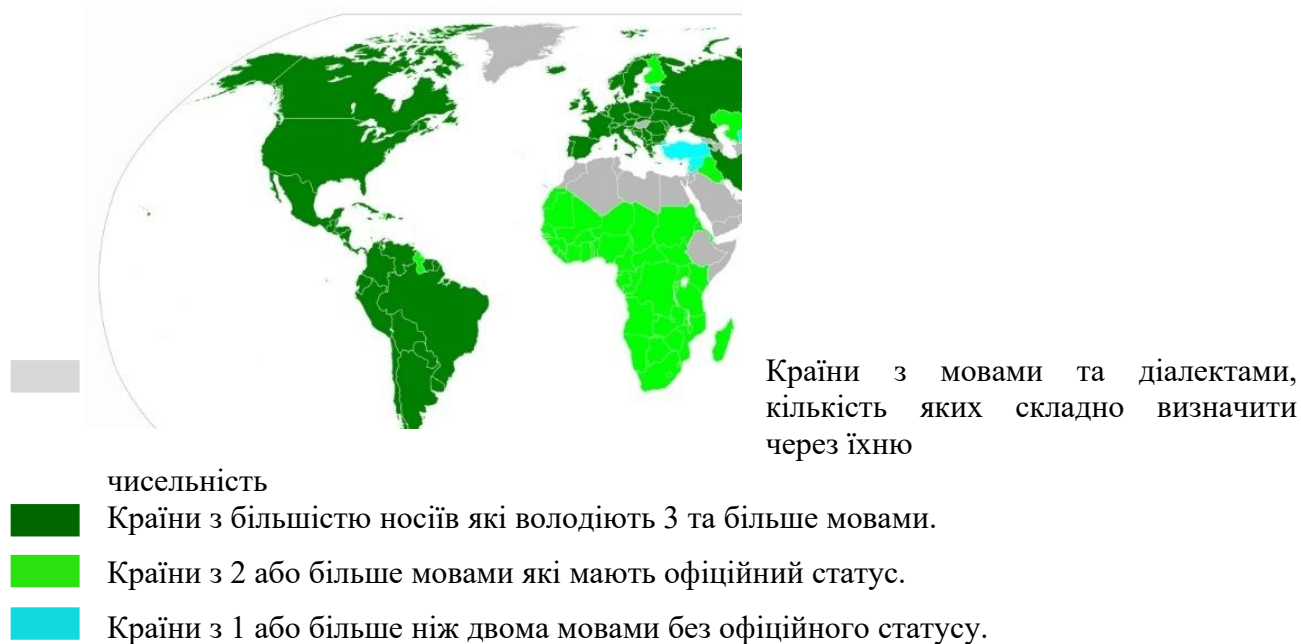 Країни з мовами та діалектами,
кількість яких складно визначити
через їхню
чисельність
Країни з більшістю носіїв які володіють 3 та більше мовами.
Країни з 2 або більше мовами які мають офіційний статус.
Країни з 1 або більше ніж двома мовами без офіційного статусу.